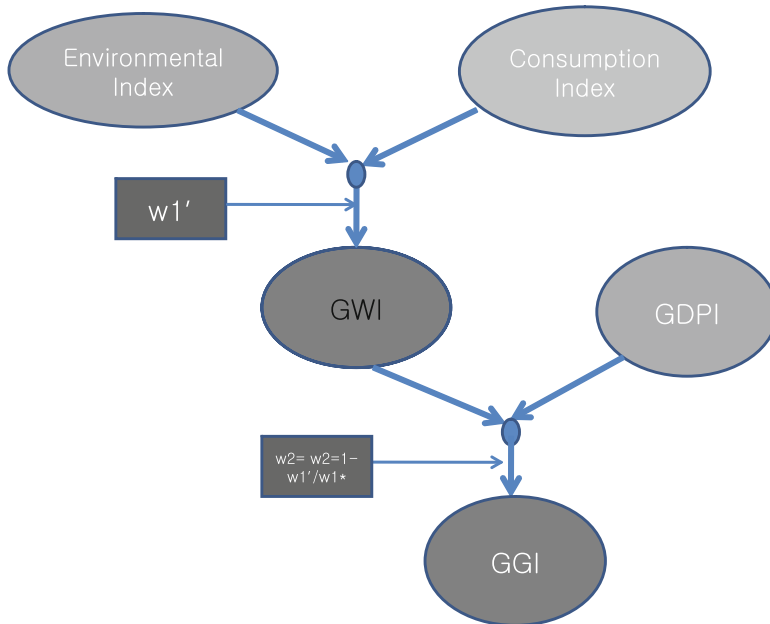 Environmental
Index
Consumption
Index
w1′
GWI
GDPI
w2= w2=1-
w1′/w1*
GGI